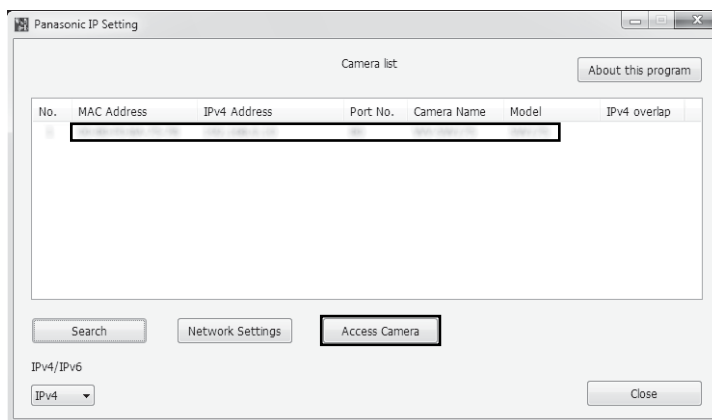 Panasonic IP Setting
Camera list
About this program
No. MAC Address IPv4 Address Port No. Camera Name Model IPv4 overlap
Search Network Settings Access Camera
IPv4/IPv6
IPv4
Close